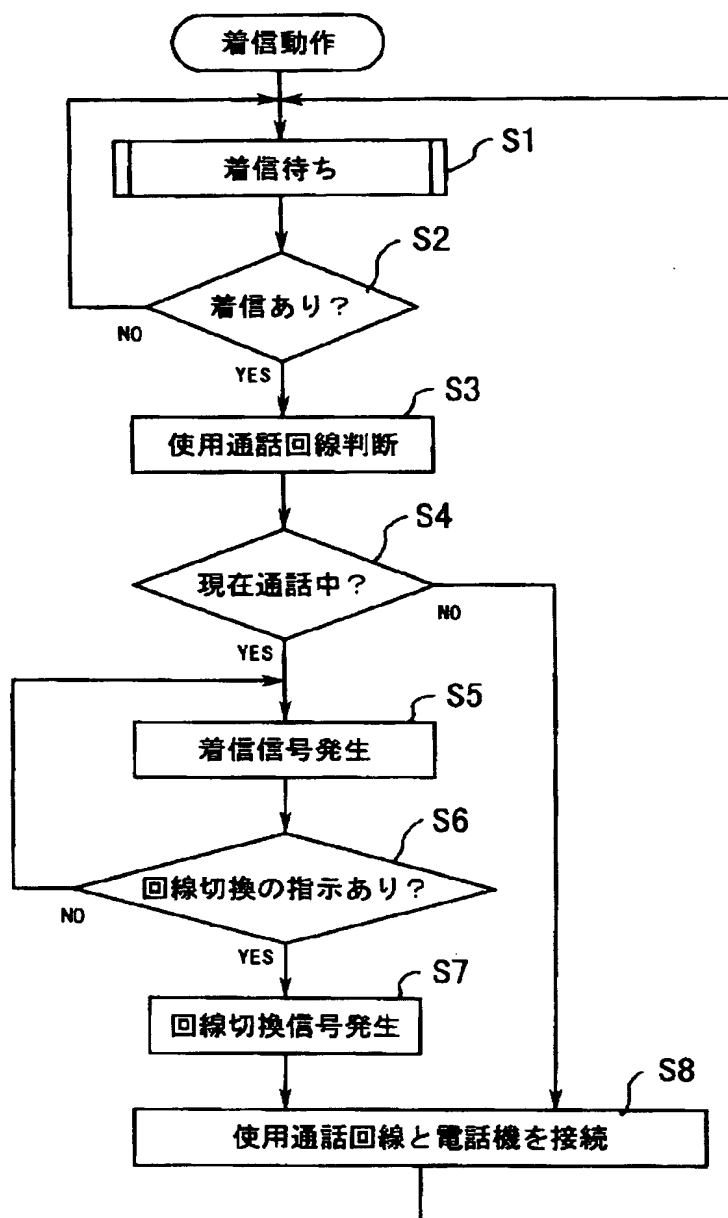 着信動作
着信待ち
S1
着信あり?
S2
NO
YES
使用通話回線判断
S3
現在通話中?
S4
NO
YES
着信信号発生
S5
回線切換の指示あり?
S6
NO
YES
回線切換信号発生
S7
使用通話回線と電話機を接続
S8